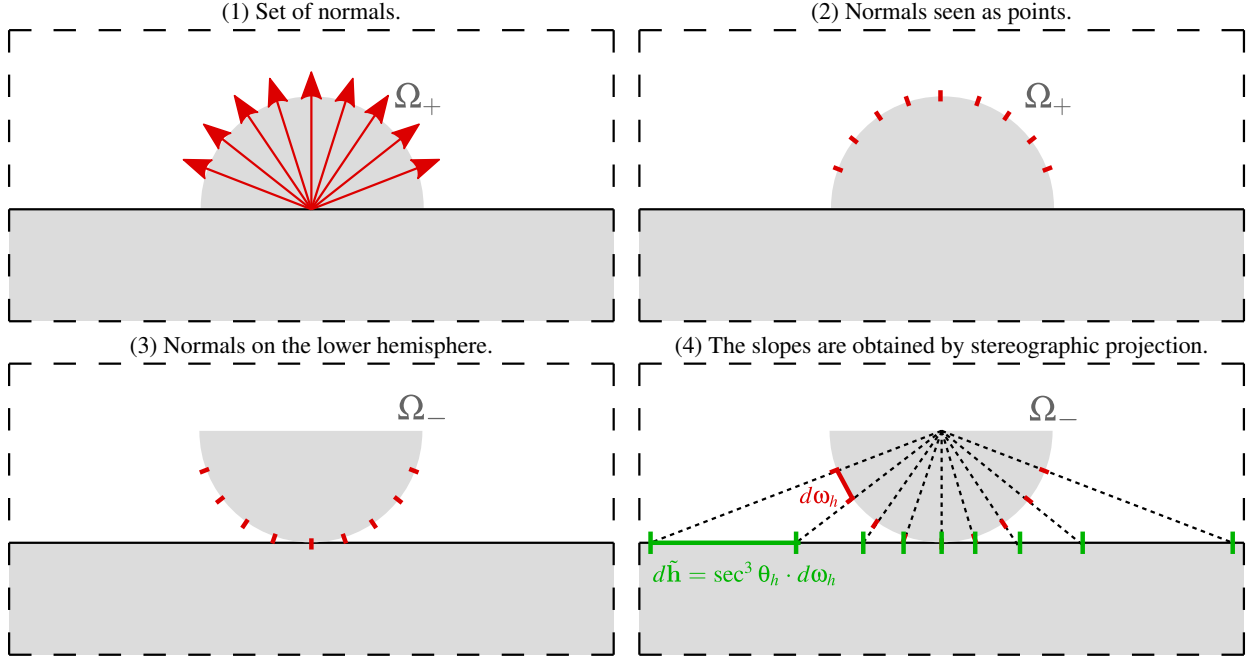 (1) Set of normals.
Ω₊
(2) Normals seen as points.
Ω₊
(3) Normals on the lower hemisphere.
Ω₋
(4) The slopes are obtained by stereographic projection.
Ω₋
dωₕ
dh̃ = sec³ θₕ · dωₕ